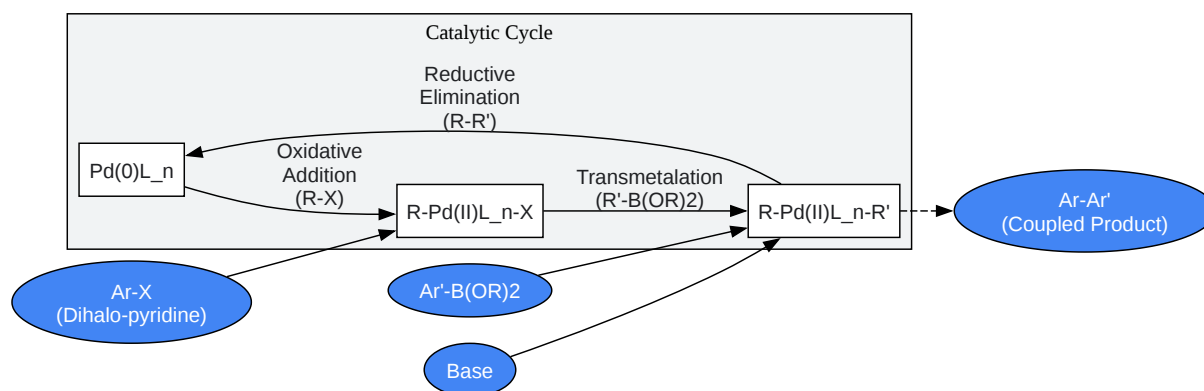 Catalytic Cycle
Reductive
Elimination
(R-R')
Pd(0)L_n
Oxidative
Addition
(R-X)
R-Pd(II)L_n-X
Transmetalation
(R'-B(OR)2)
R-Pd(II)L_n-R'
Ar-Ar'
(Coupled Product)
Ar-X
(Dihalo-pyridine)
Ar'-B(OR)2
Base